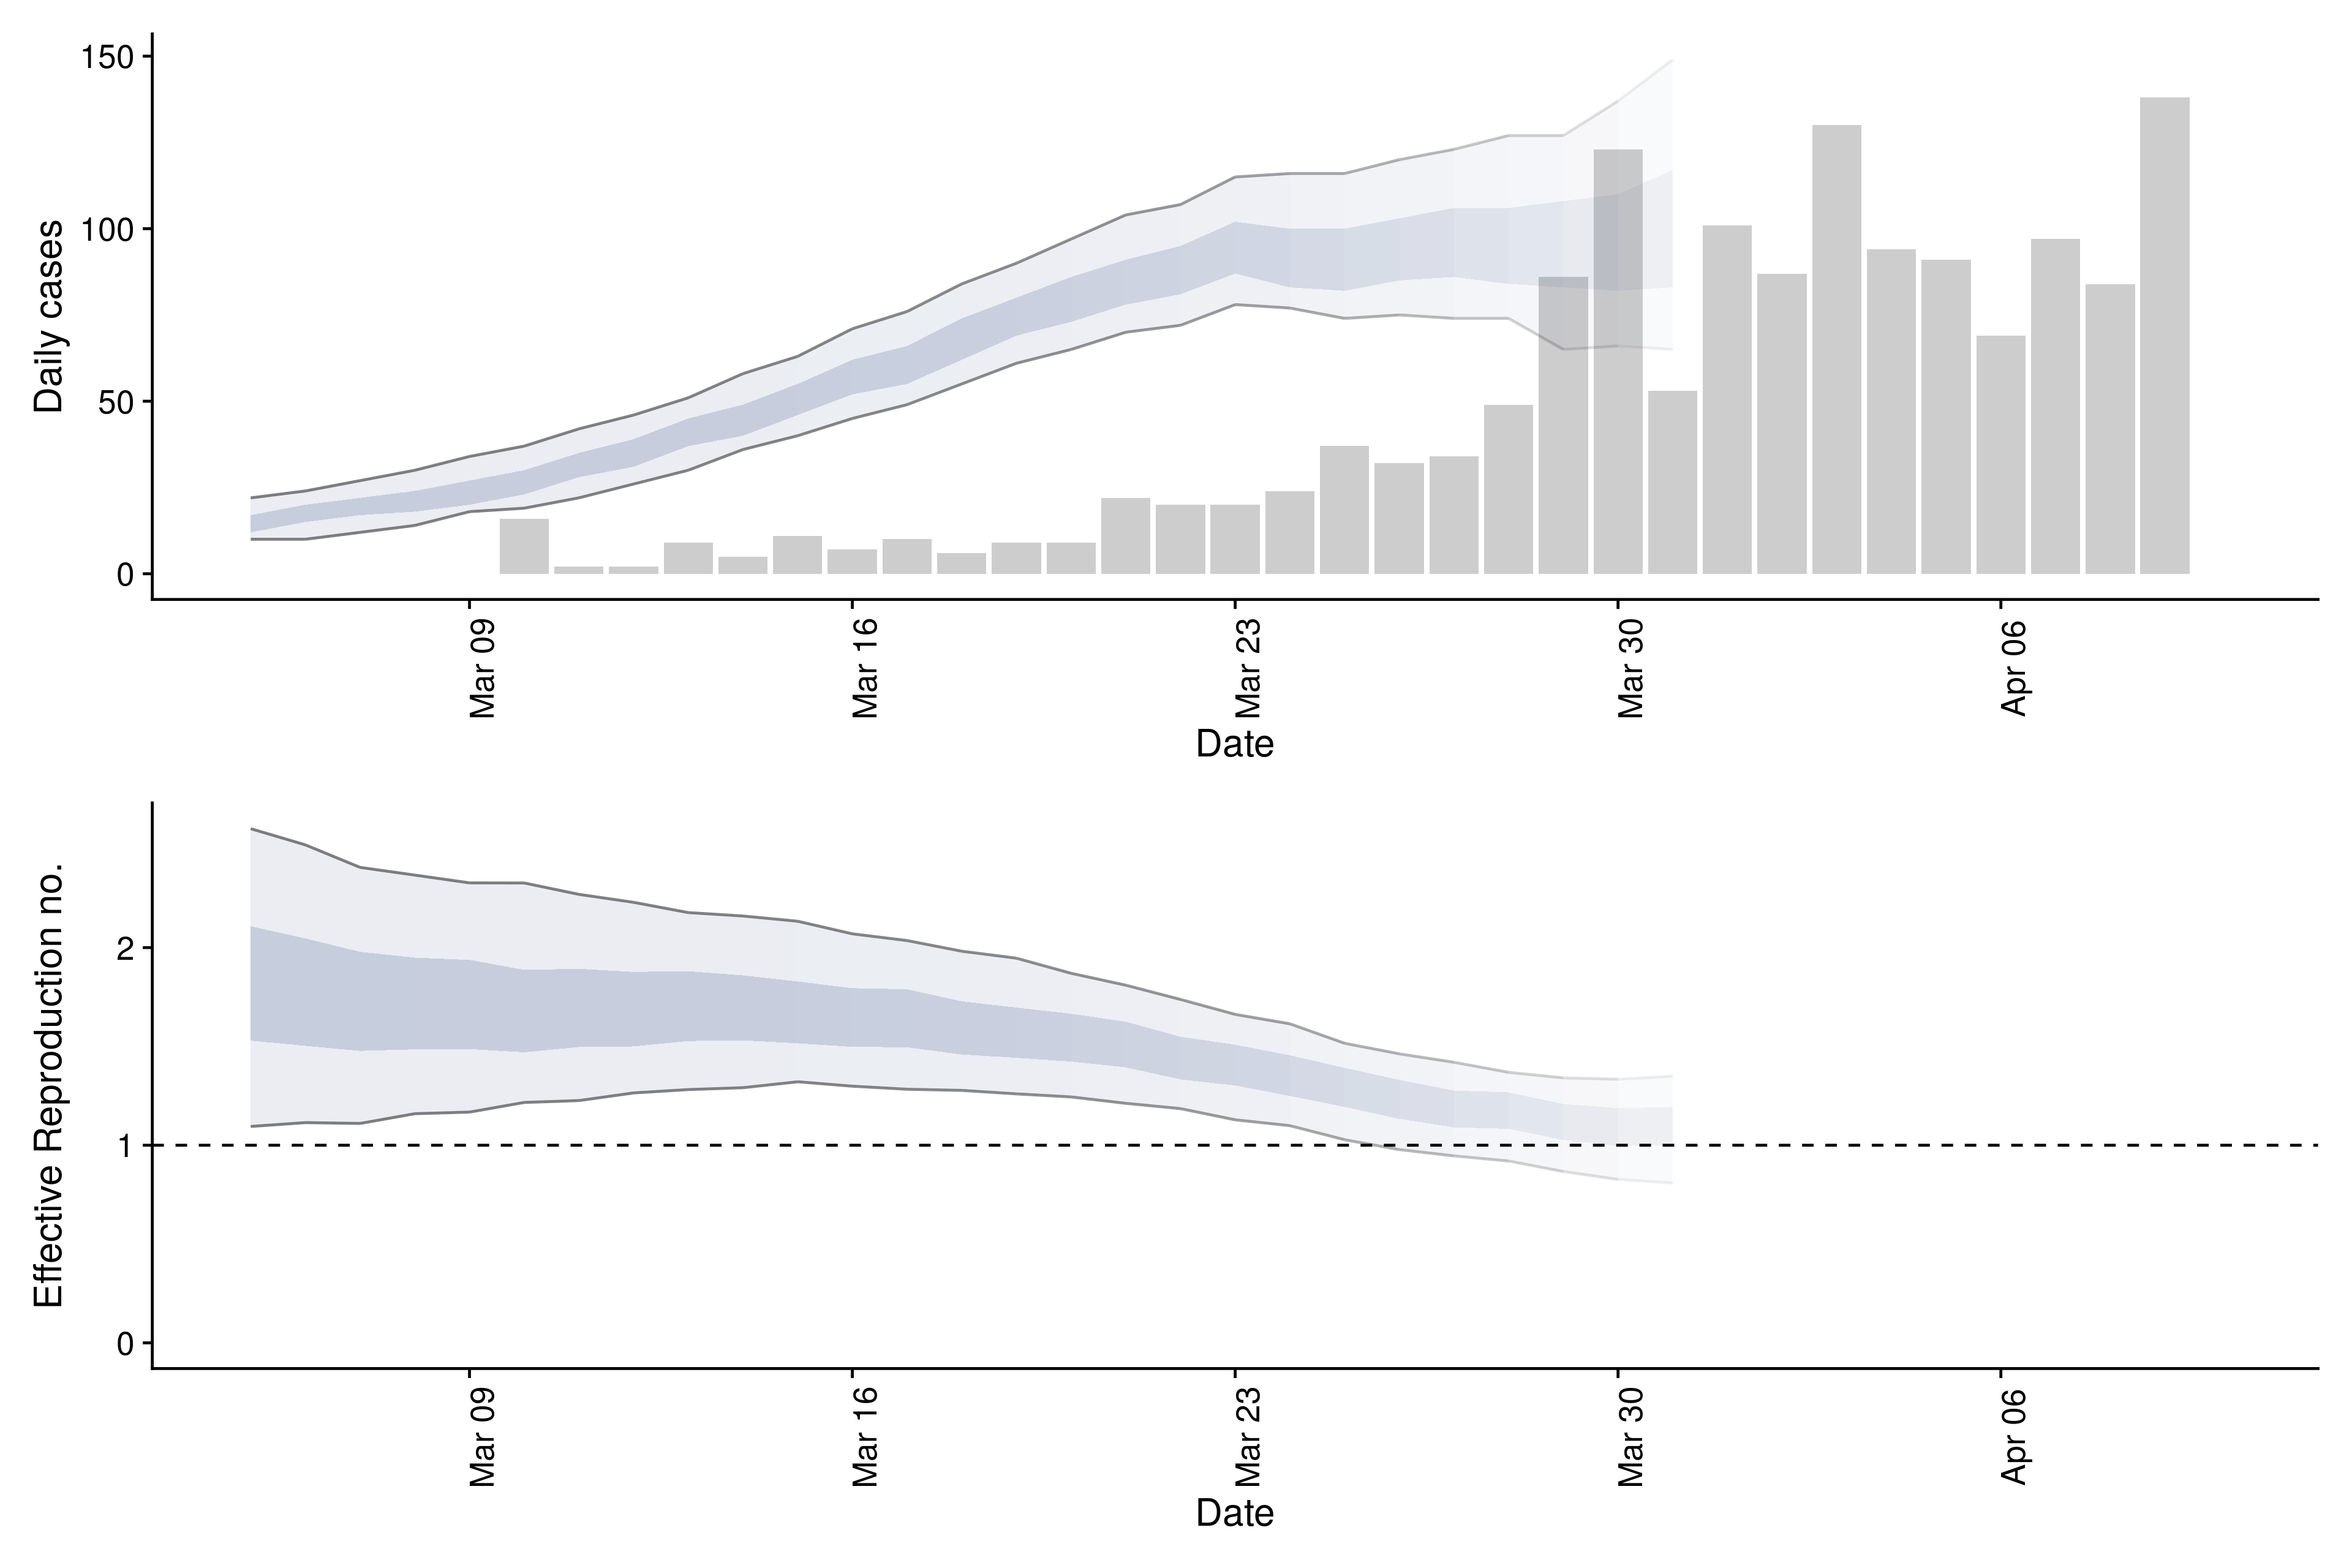 Daily cases
150
100
50
0
Mar 09
Mar 16
Mar 23
Mar 30
Apr 06
Date
Effective Reproduction no.
2
1
0
Mar 09
Mar 16
Mar 23
Mar 30
Apr 06
Date